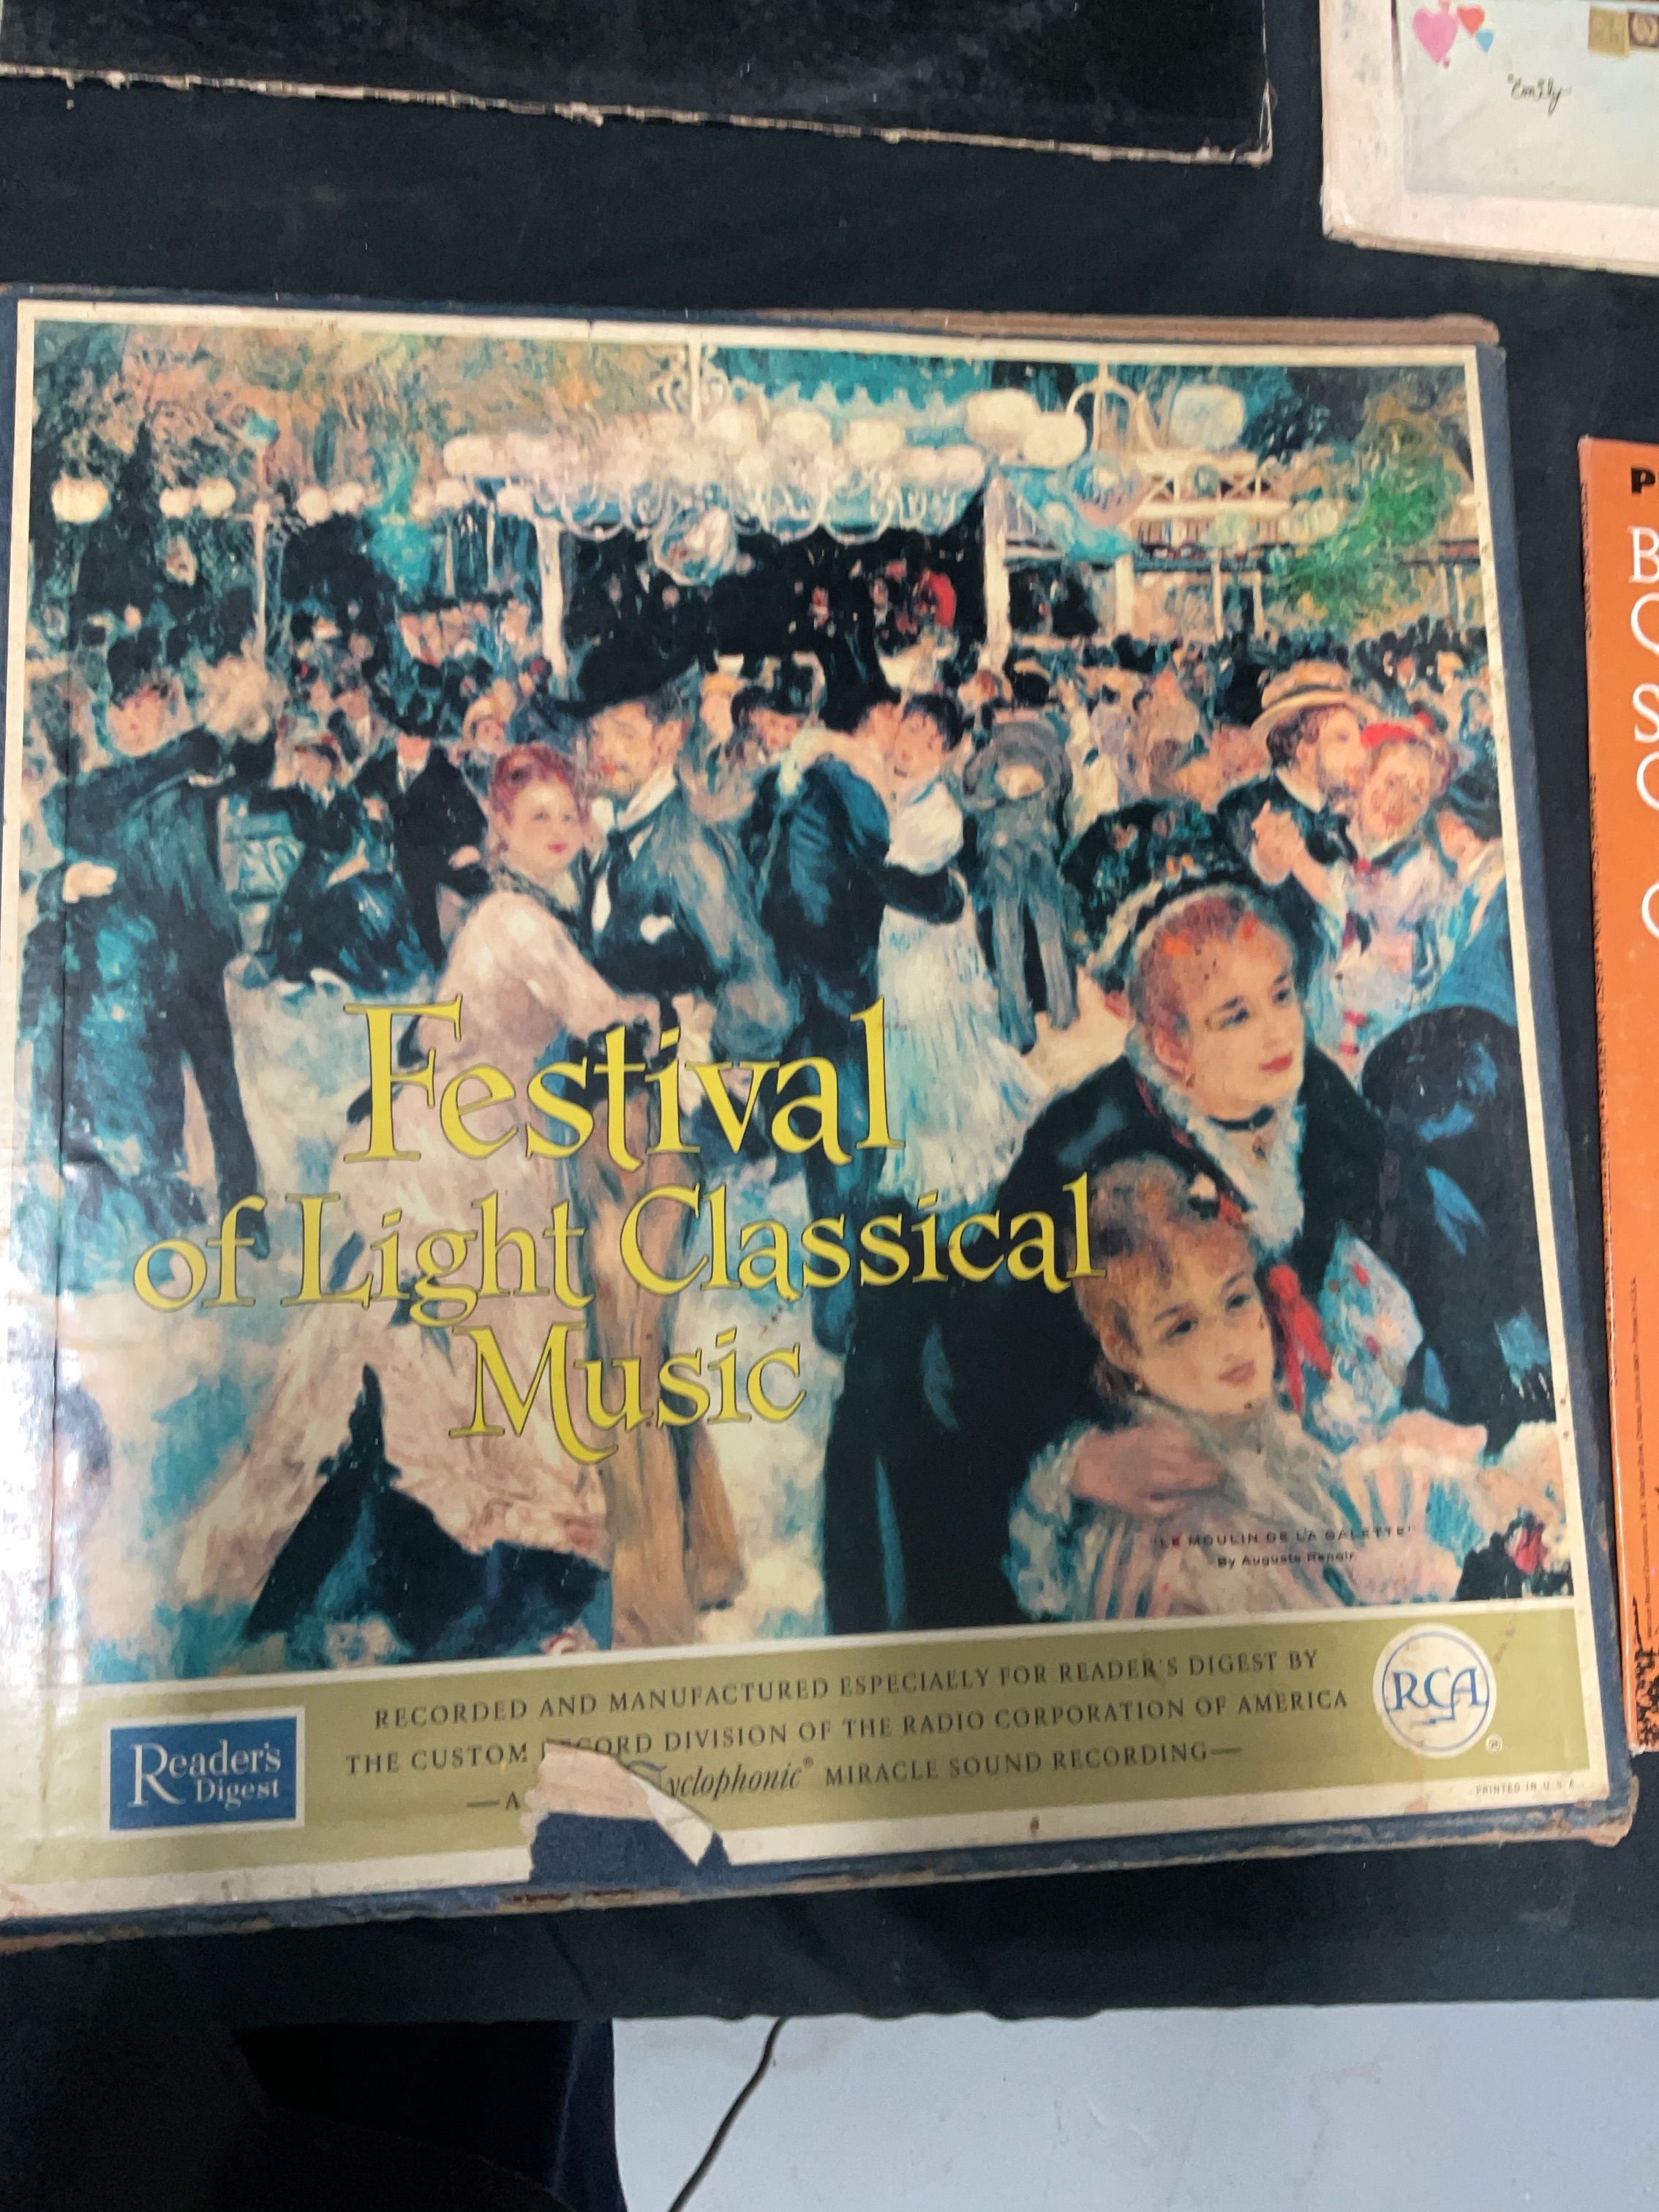 "Emily
Festival
of Light Classical
Music
"LE MOULIN DE LA GALETTE"
By Auguste Renoir
Reader's
Digest
RECORDED AND MANUFACTURED ESPECIALLY FOR READER'S DIGEST BY
THE CUSTOM RECORD DIVISION OF THE RADIO CORPORATION OF AMERICA
—A yclophonic® MIRACLE SOUND RECORDING—
RCA
®
PRINTED IN U.S.A.
P
B
C
S
C
C